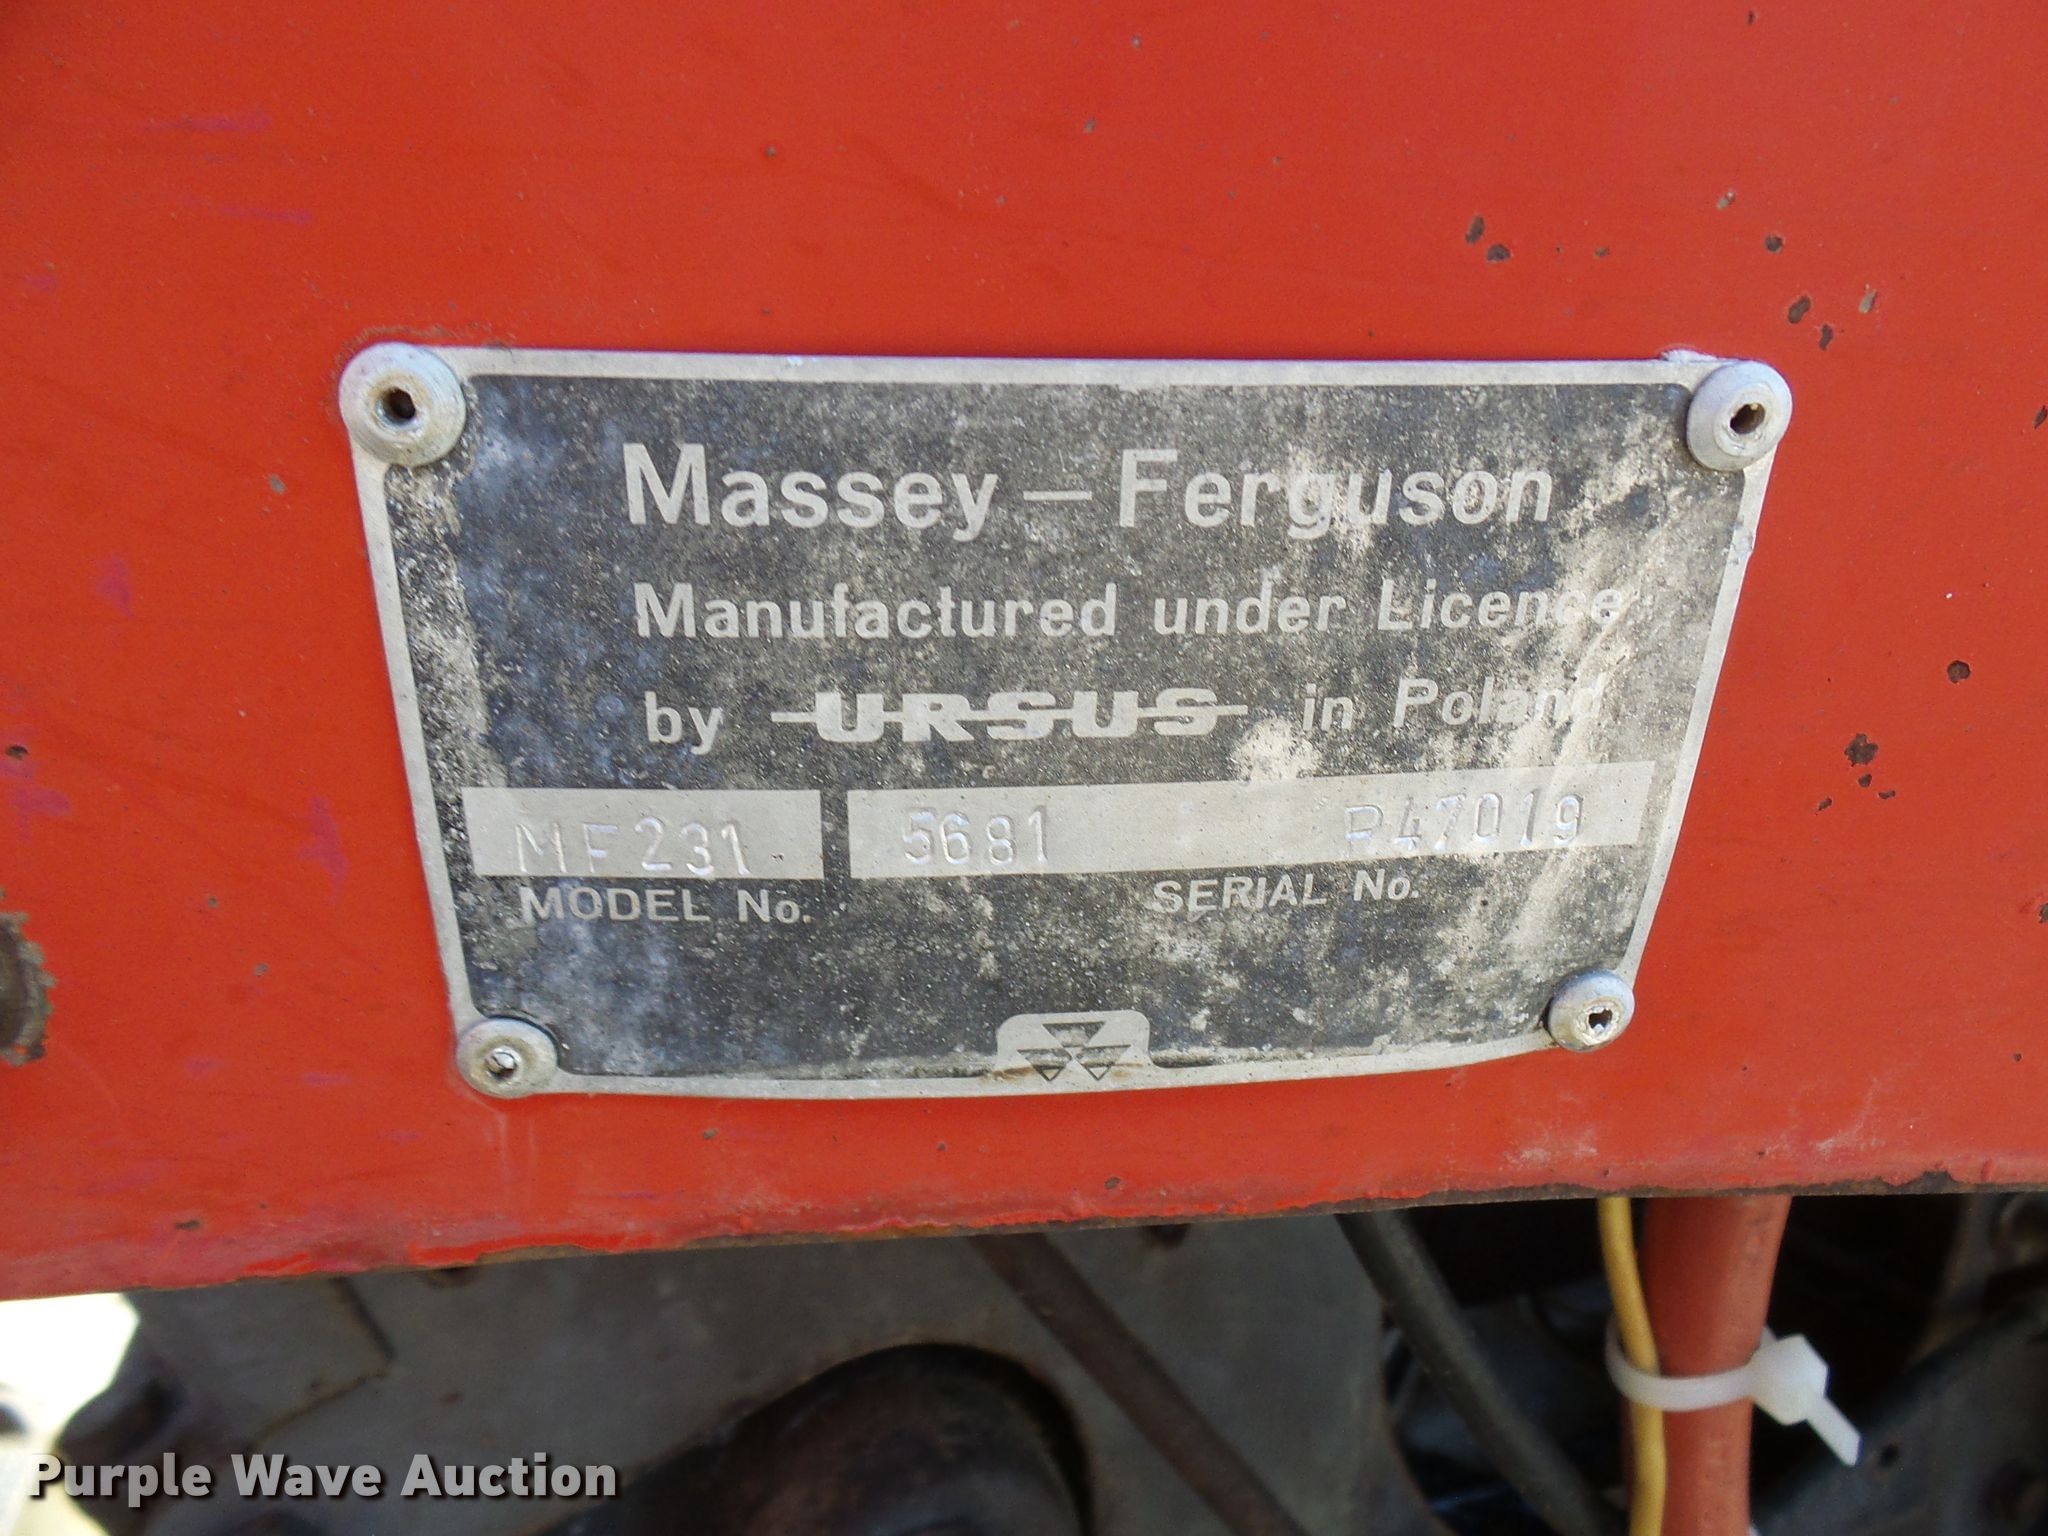 Massey – Ferguson
Manufactured under Licence
by URSUS in Poland
MF231 5681 P47019
MODEL No. SERIAL No.
Purple Wave Auction